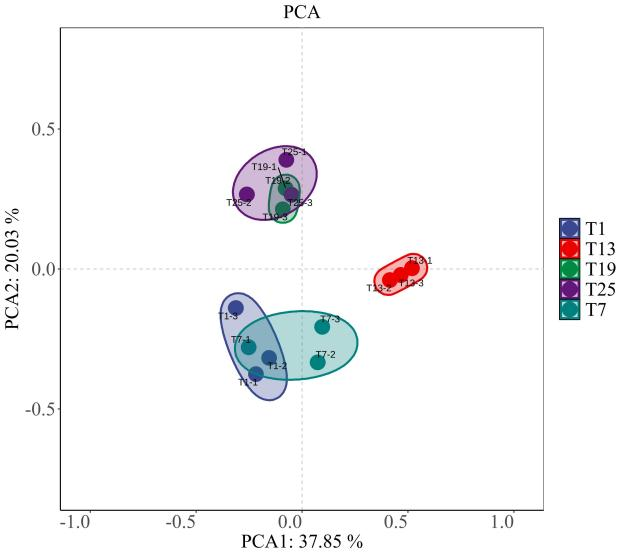 PCA
0.5
0.0
-0.5
PCA2: 20.03 %
T25-1
T19-1
T19-2
T25-2
T25-3
T19-3
T13-1
T13-2
T13-3
T1-3
T7-3
T7-1
T7-2
T1-2
T1-1
-1.0
-0.5
0.0
0.5
1.0
PCA1: 37.85 %
T1
T13
T19
T25
T7